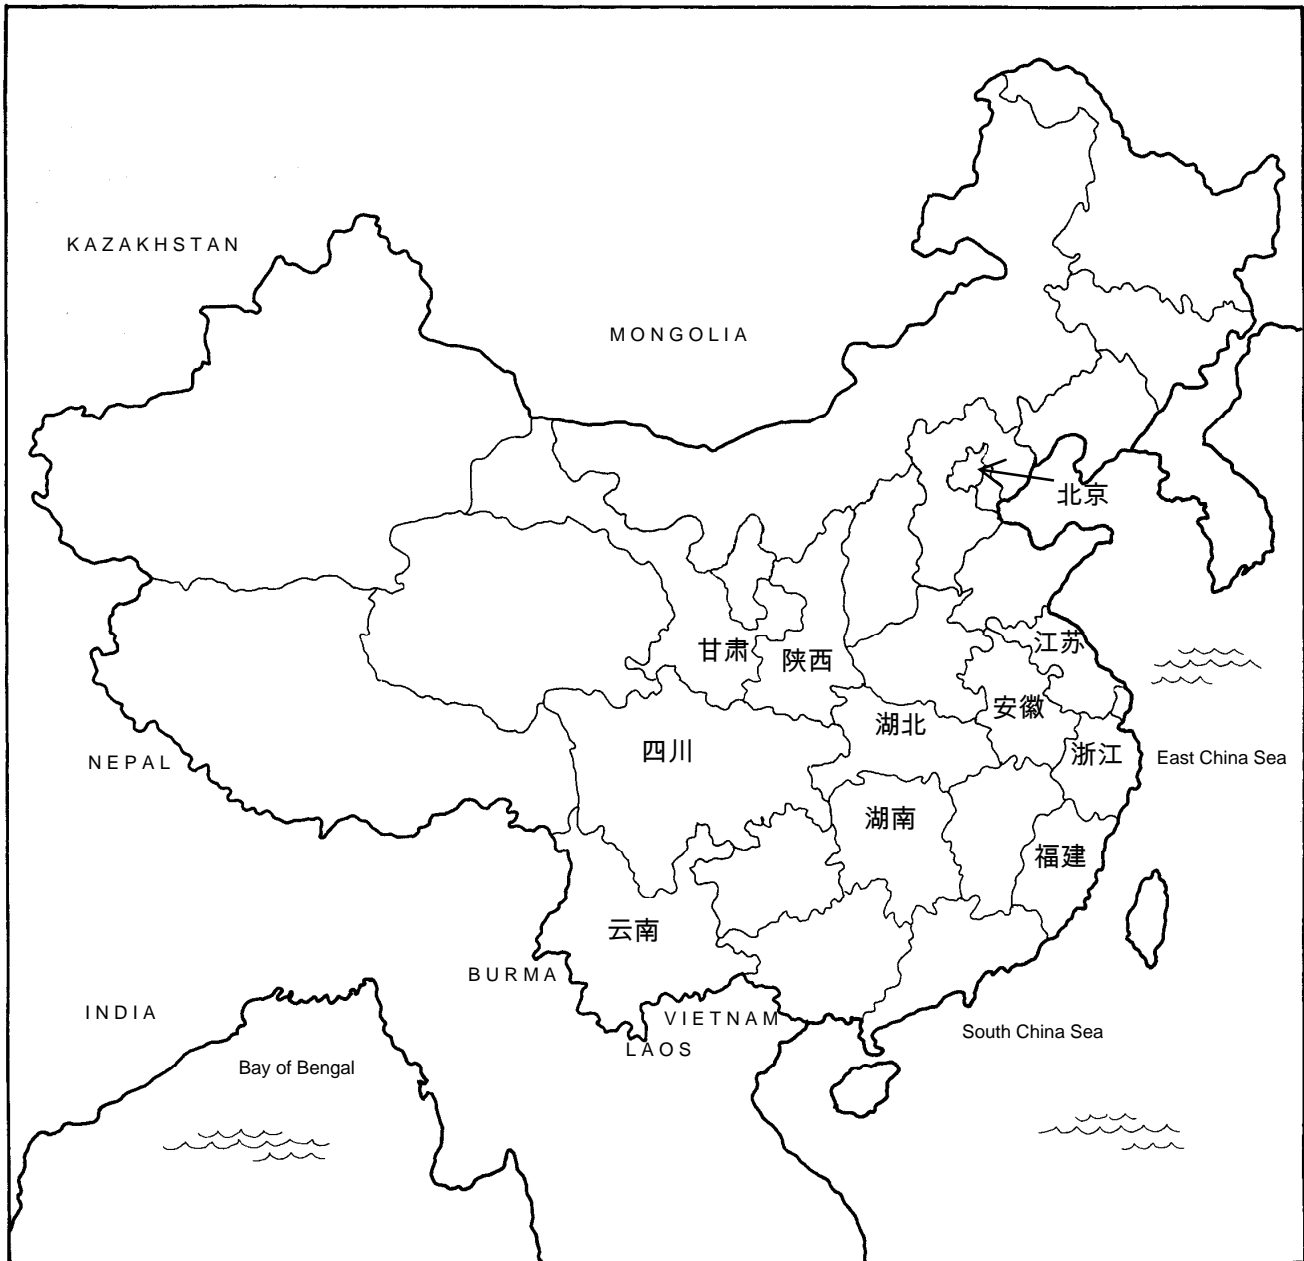 KAZAKHSTAN
MONGOLIA
北京
江苏
甘肃
陕西
安徽
湖北
四川
浙江
East China Sea
NEPAL
湖南
福建
云南
BURMA
INDIA
VIETNAM
South China Sea
LAOS
Bay of Bengal